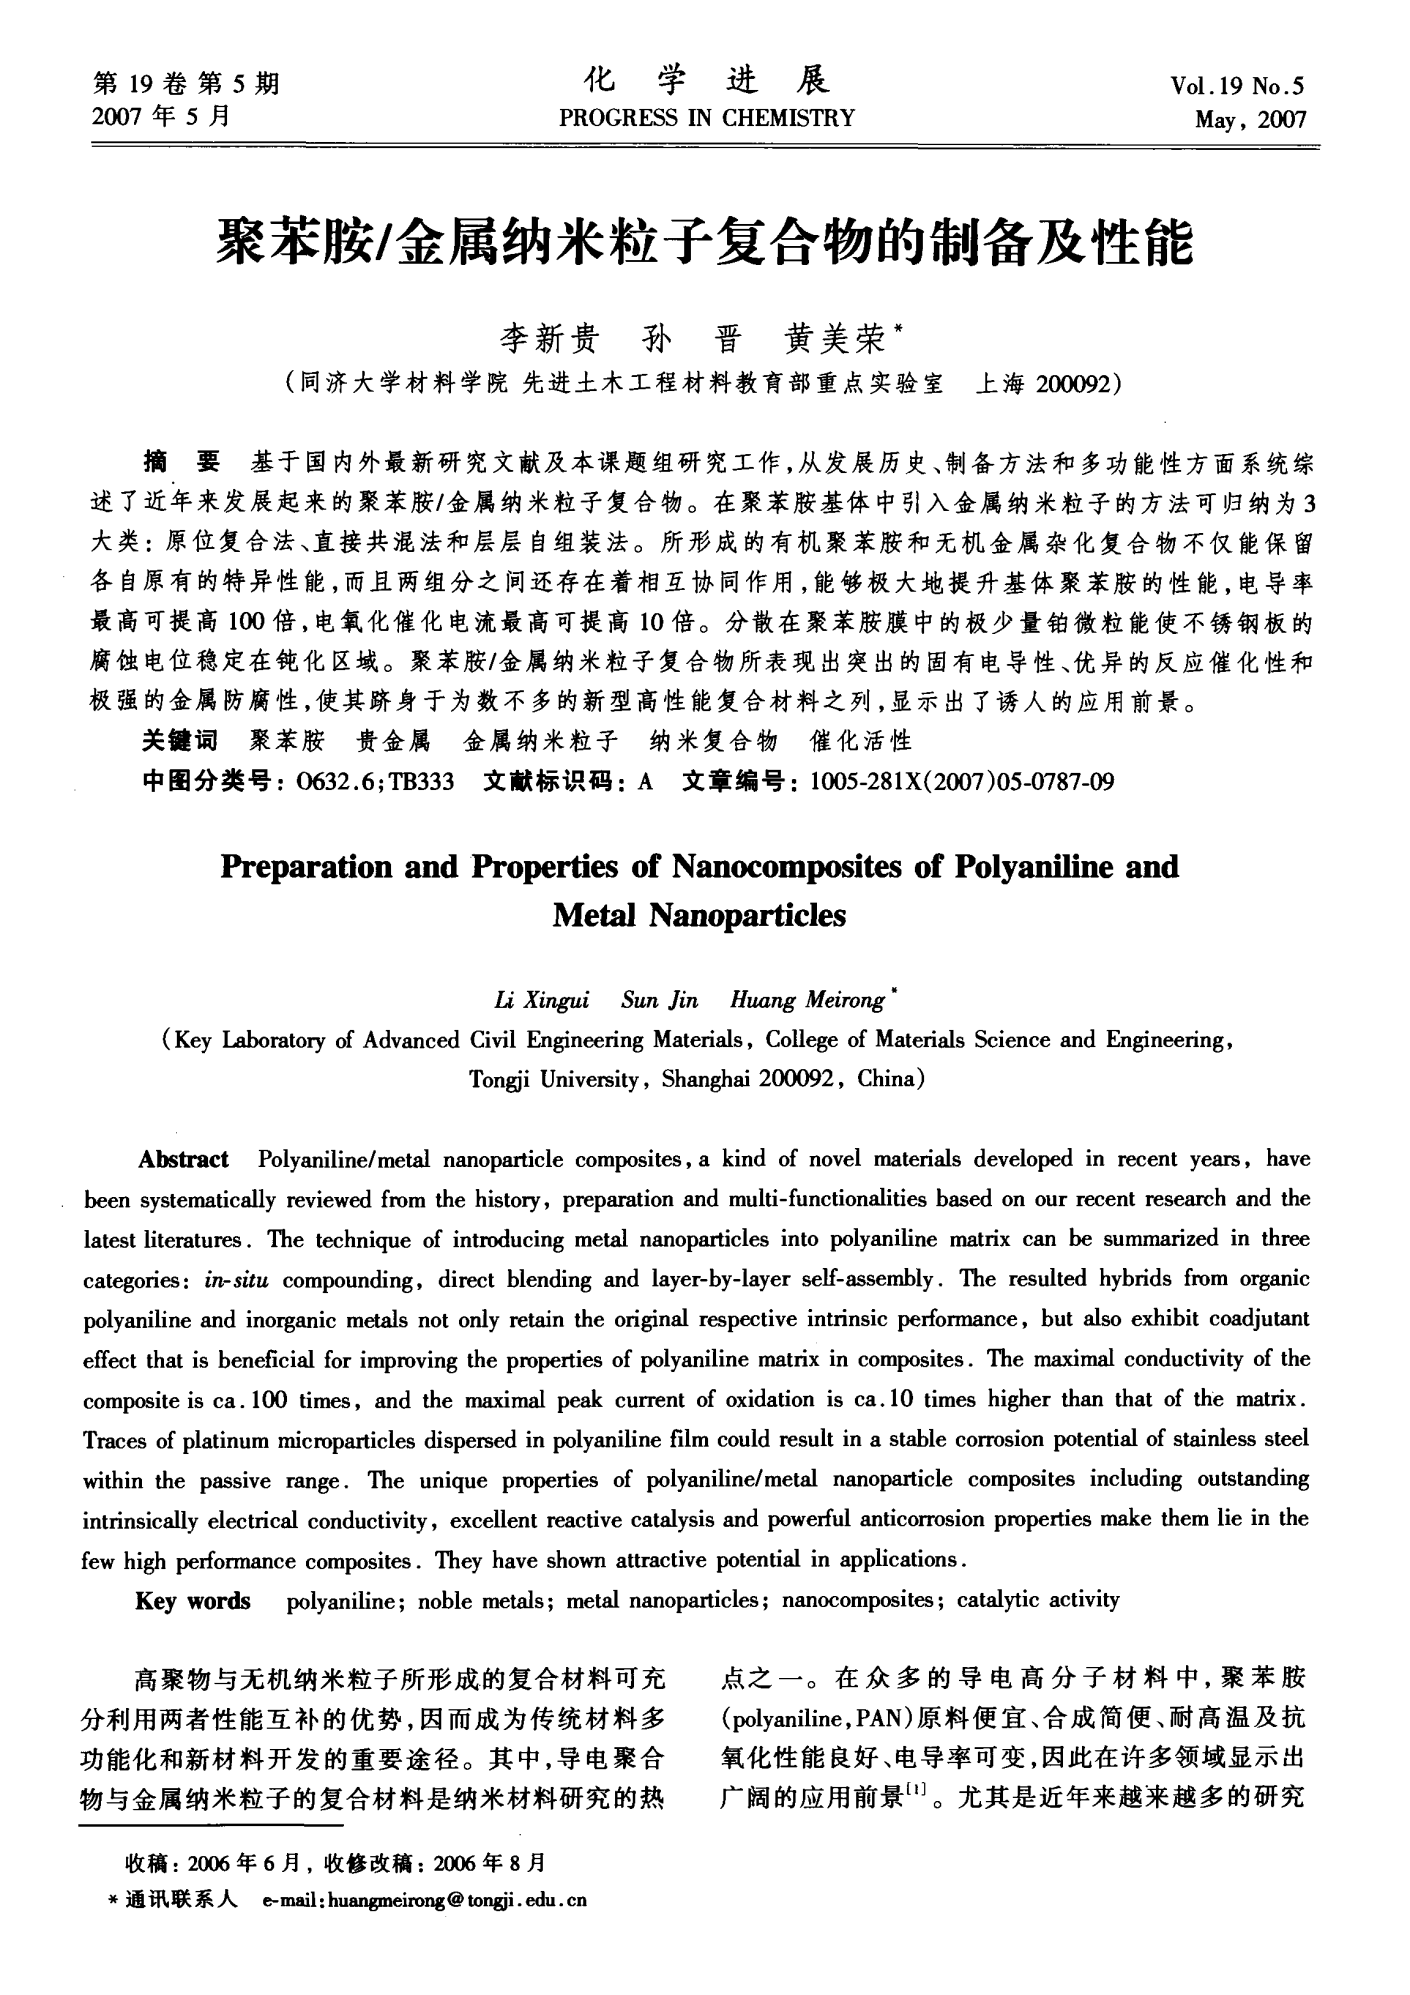 第 19 卷 第 5 期
2007 年 5 月
化 学 进 展
PROGRESS IN CHEMISTRY
Vol.19 No.5
May, 2007
聚苯胺/金属纳米粒子复合物的制备及性能
李新贵 孙 晋 黄美荣*
(同济大学材料学院 先进土木工程材料教育部重点实验室 上海 200092)
摘 要 基于国内外最新研究文献及本课题组研究工作,从发展历史、制备方法和多功能性方面系统综
述了近年来发展起来的聚苯胺/金属纳米粒子复合物。在聚苯胺基体中引入金属纳米粒子的方法可归纳为 3
大类: 原位复合法、直接共混法和层层自组装法。所形成的有机聚苯胺和无机金属杂化复合物不仅能保留
各自原有的特异性能,而且两组分之间还存在着相互协同作用,能够极大地提升基体聚苯胺的性能,电导率
最高可提高 100 倍,电氧化催化电流最高可提高 10 倍。分散在聚苯胺膜中的极少量铂微粒能使不锈钢板的
腐蚀电位稳定在钝化区域。聚苯胺/金属纳米粒子复合物所表现出突出的固有电导性、优异的反应催化性和
极强的金属防腐性,使其跻身于为数不多的新型高性能复合材料之列,显示出了诱人的应用前景。
关键词 聚苯胺 贵金属 金属纳米粒子 纳米复合物 催化活性
中图分类号: O632.6;TB333 文献标识码: A 文章编号: 1005-281X(2007)05-0787-09
Preparation and Properties of Nanocomposites of Polyaniline and
Metal Nanoparticles
Li Xingui Sun Jin Huang Meirong*
(Key Laboratory of Advanced Civil Engineering Materials, College of Materials Science and Engineering,
Tongji University, Shanghai 200092, China)
Abstract Polyaniline/metal nanoparticle composites, a kind of novel materials developed in recent years, have
been systematically reviewed from the history, preparation and multi-functionalities based on our recent research and the
latest literatures. The technique of introducing metal nanoparticles into polyaniline matrix can be summarized in three
categories: in-situ compounding, direct blending and layer-by-layer self-assembly. The resulted hybrids from organic
polyaniline and inorganic metals not only retain the original respective intrinsic performance, but also exhibit coadjutant
effect that is beneficial for improving the properties of polyaniline matrix in composites. The maximal conductivity of the
composite is ca.100 times, and the maximal peak current of oxidation is ca.10 times higher than that of the matrix.
Traces of platinum microparticles dispersed in polyaniline film could result in a stable corrosion potential of stainless steel
within the passive range. The unique properties of polyaniline/metal nanoparticle composites including outstanding
intrinsically electrical conductivity, excellent reactive catalysis and powerful anticorrosion properties make them lie in the
few high performance composites. They have shown attractive potential in applications.
Key words polyaniline; noble metals; metal nanoparticles; nanocomposites; catalytic activity
高聚物与无机纳米粒子所形成的复合材料可充
分利用两者性能互补的优势,因而成为传统材料多
功能化和新材料开发的重要途径。其中,导电聚合
物与金属纳米粒子的复合材料是纳米材料研究的热
点之一。在众多的导电高分子材料中,聚苯胺
(polyaniline,PAN)原料便宜、合成简便、耐高温及抗
氧化性能良好、电导率可变,因此在许多领域显示出
广阔的应用前景[1]。尤其是近年来越来越多的研究
收稿: 2006 年 6 月, 收修改稿: 2006 年 8 月
* 通讯联系人 e-mail:huangmeirong@tongji.edu.cn